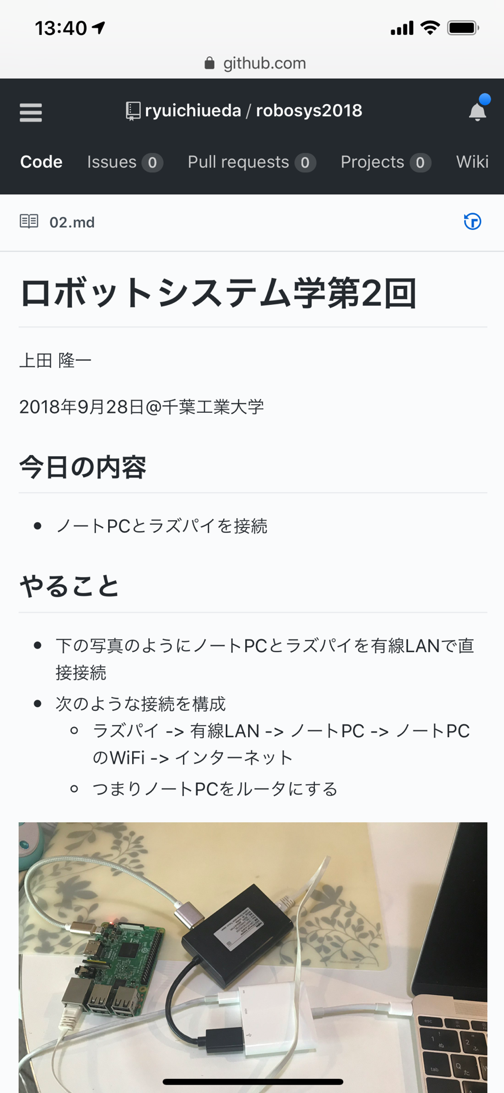 13:40
github.com
ryuichiueda / robosys2018
Code Issues 0 Pull requests 0 Projects 0 Wiki
02.md
ロボットシステム学第2回
上田 隆一
2018年9月28日@千葉工業大学
今日の内容
• ノートPCとラズパイを接続
やること
• 下の写真のようにノートPCとラズパイを有線LANで直
接接続
• 次のような接続を構成
◦ ラズパイ -> 有線LAN -> ノートPC -> ノートPC
のWiFi -> インターネット
◦ つまりノートPCをルータにする